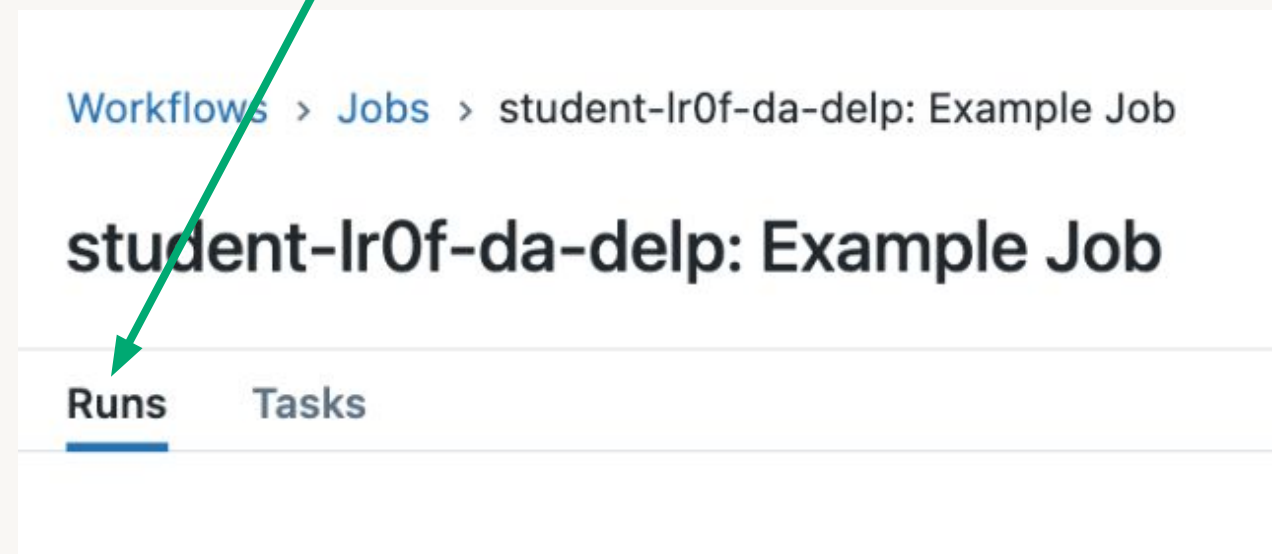 Workflows > Jobs > student-lr0f-da-delp: Example Job
student-lr0f-da-delp: Example Job
Runs Tasks